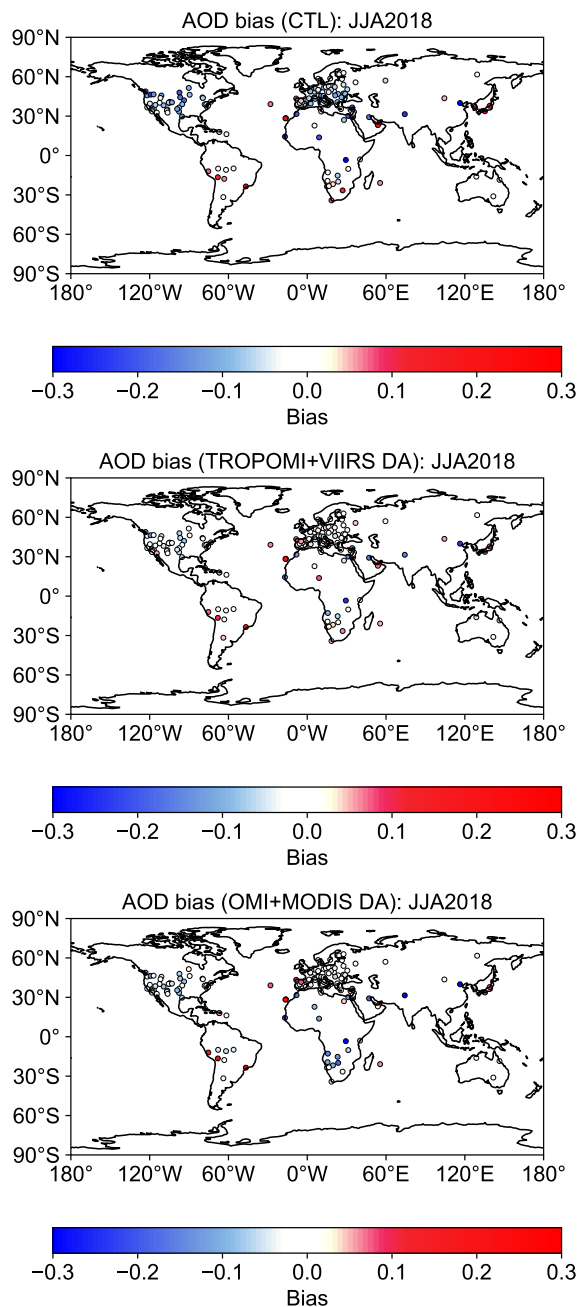 AOD bias (CTL): JJA2018
90°N
60°N
30°N
0°
30°S
60°S
90°S
180° 120°W 60°W 0°W 60°E 120°E 180°
−0.3 −0.2 −0.1 0.0 0.1 0.2 0.3
Bias
AOD bias (TROPOMI+VIIRS DA): JJA2018
90°N
60°N
30°N
0°
30°S
60°S
90°S
180° 120°W 60°W 0°W 60°E 120°E 180°
−0.3 −0.2 −0.1 0.0 0.1 0.2 0.3
Bias
AOD bias (OMI+MODIS DA): JJA2018
90°N
60°N
30°N
0°
30°S
60°S
90°S
180° 120°W 60°W 0°W 60°E 120°E 180°
−0.3 −0.2 −0.1 0.0 0.1 0.2 0.3
Bias